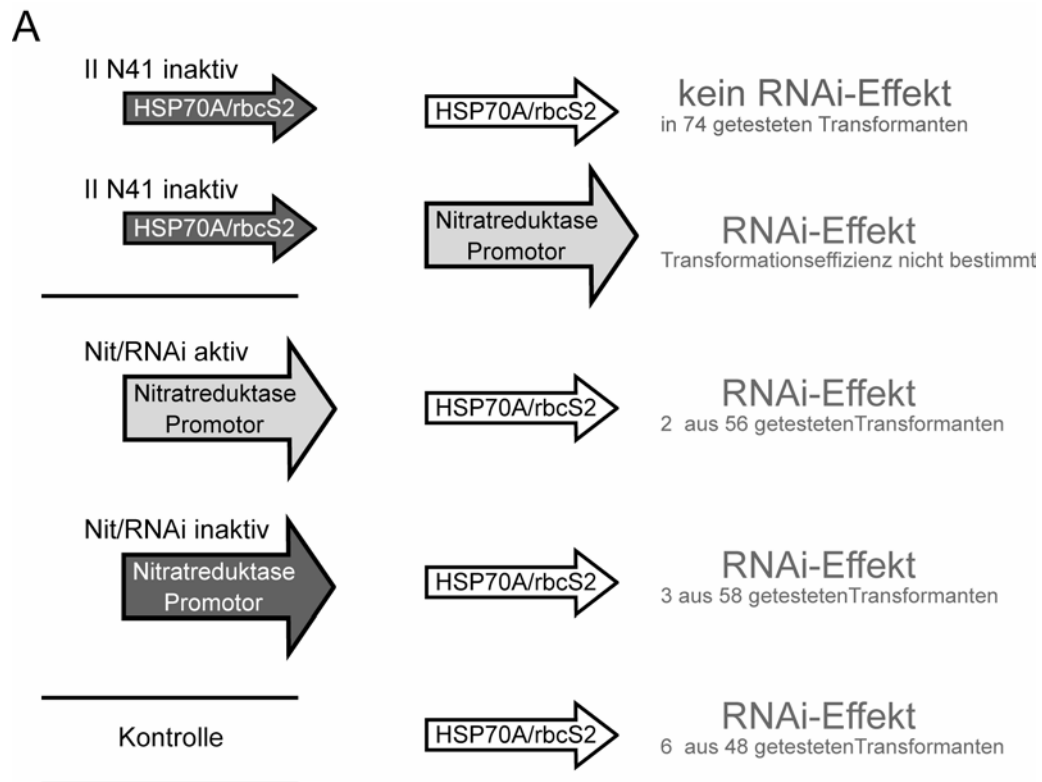 A
II N41 inaktiv
HSP70A/rbcS2
HSP70A/rbcS2
kein RNAi-Effekt
in 74 getesteten Transformanten
II N41 inaktiv
HSP70A/rbcS2
Nitratreduktase
Promotor
RNAi-Effekt
Transformationseffizienz nicht bestimmt
Nit/RNAi aktiv
Nitratreduktase
Promotor
HSP70A/rbcS2
RNAi-Effekt
2 aus 56 getestetenTransformanten
Nit/RNAi inaktiv
Nitratreduktase
Promotor
HSP70A/rbcS2
RNAi-Effekt
3 aus 58 getestetenTransformanten
Kontrolle
HSP70A/rbcS2
RNAi-Effekt
6 aus 48 getestetenTransformanten